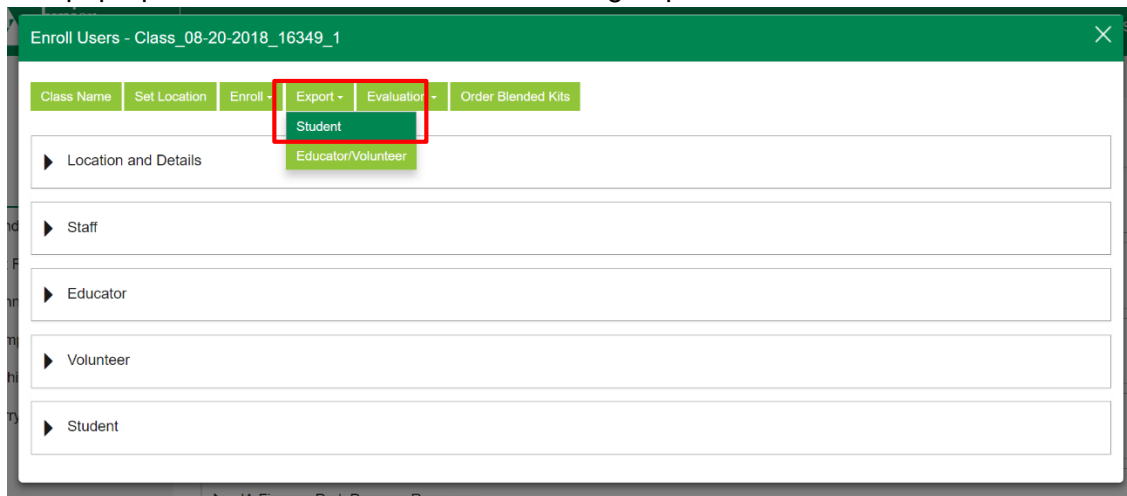 Enroll Users - Class_08-20-2018_16349_1
Class Name Set Location Enroll Export Evaluation Order Blended Kits
Student
Educator/Volunteer
Location and Details
Staff
Educator
Volunteer
Student